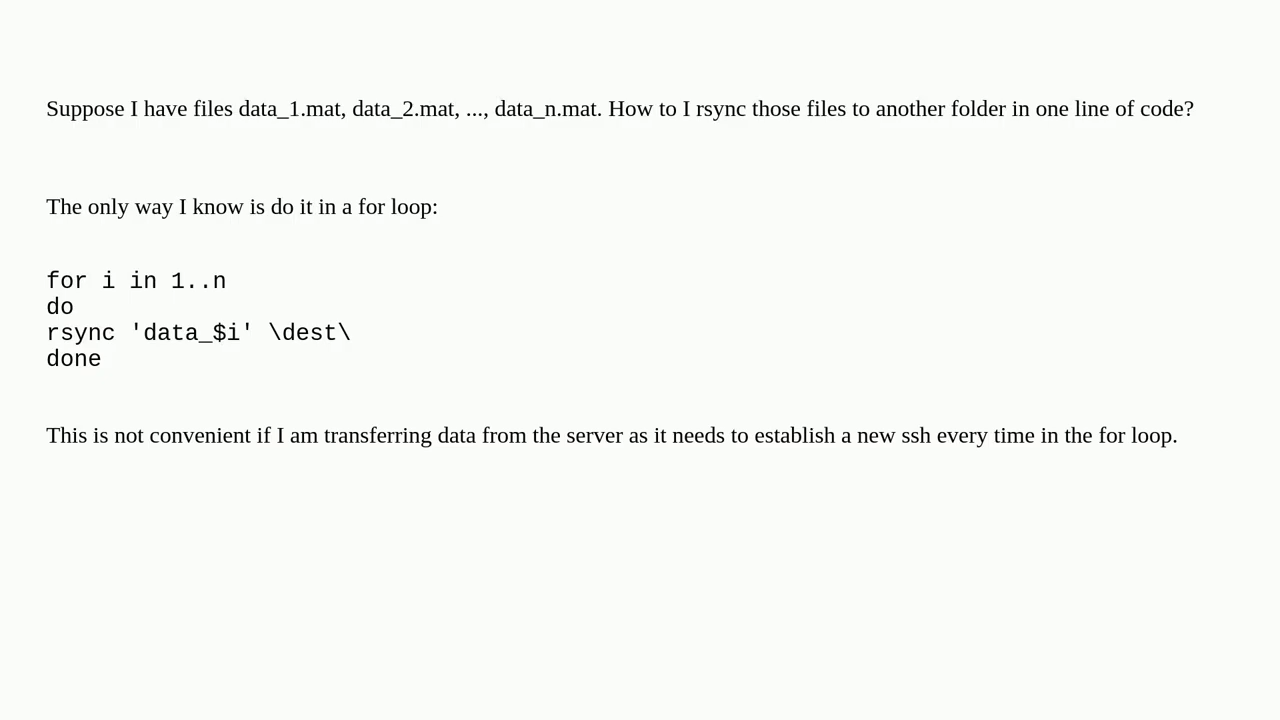 Suppose I have files data_1.mat, data_2.mat, ..., data_n.mat. How to I rsync those files to another folder in one line of code?
The only way I know is do it in a for loop:
for i in 1..n
do
rsync 'data_$i' \dest\
done
This is not convenient if I am transferring data from the server as it needs to establish a new ssh every time in the for loop.